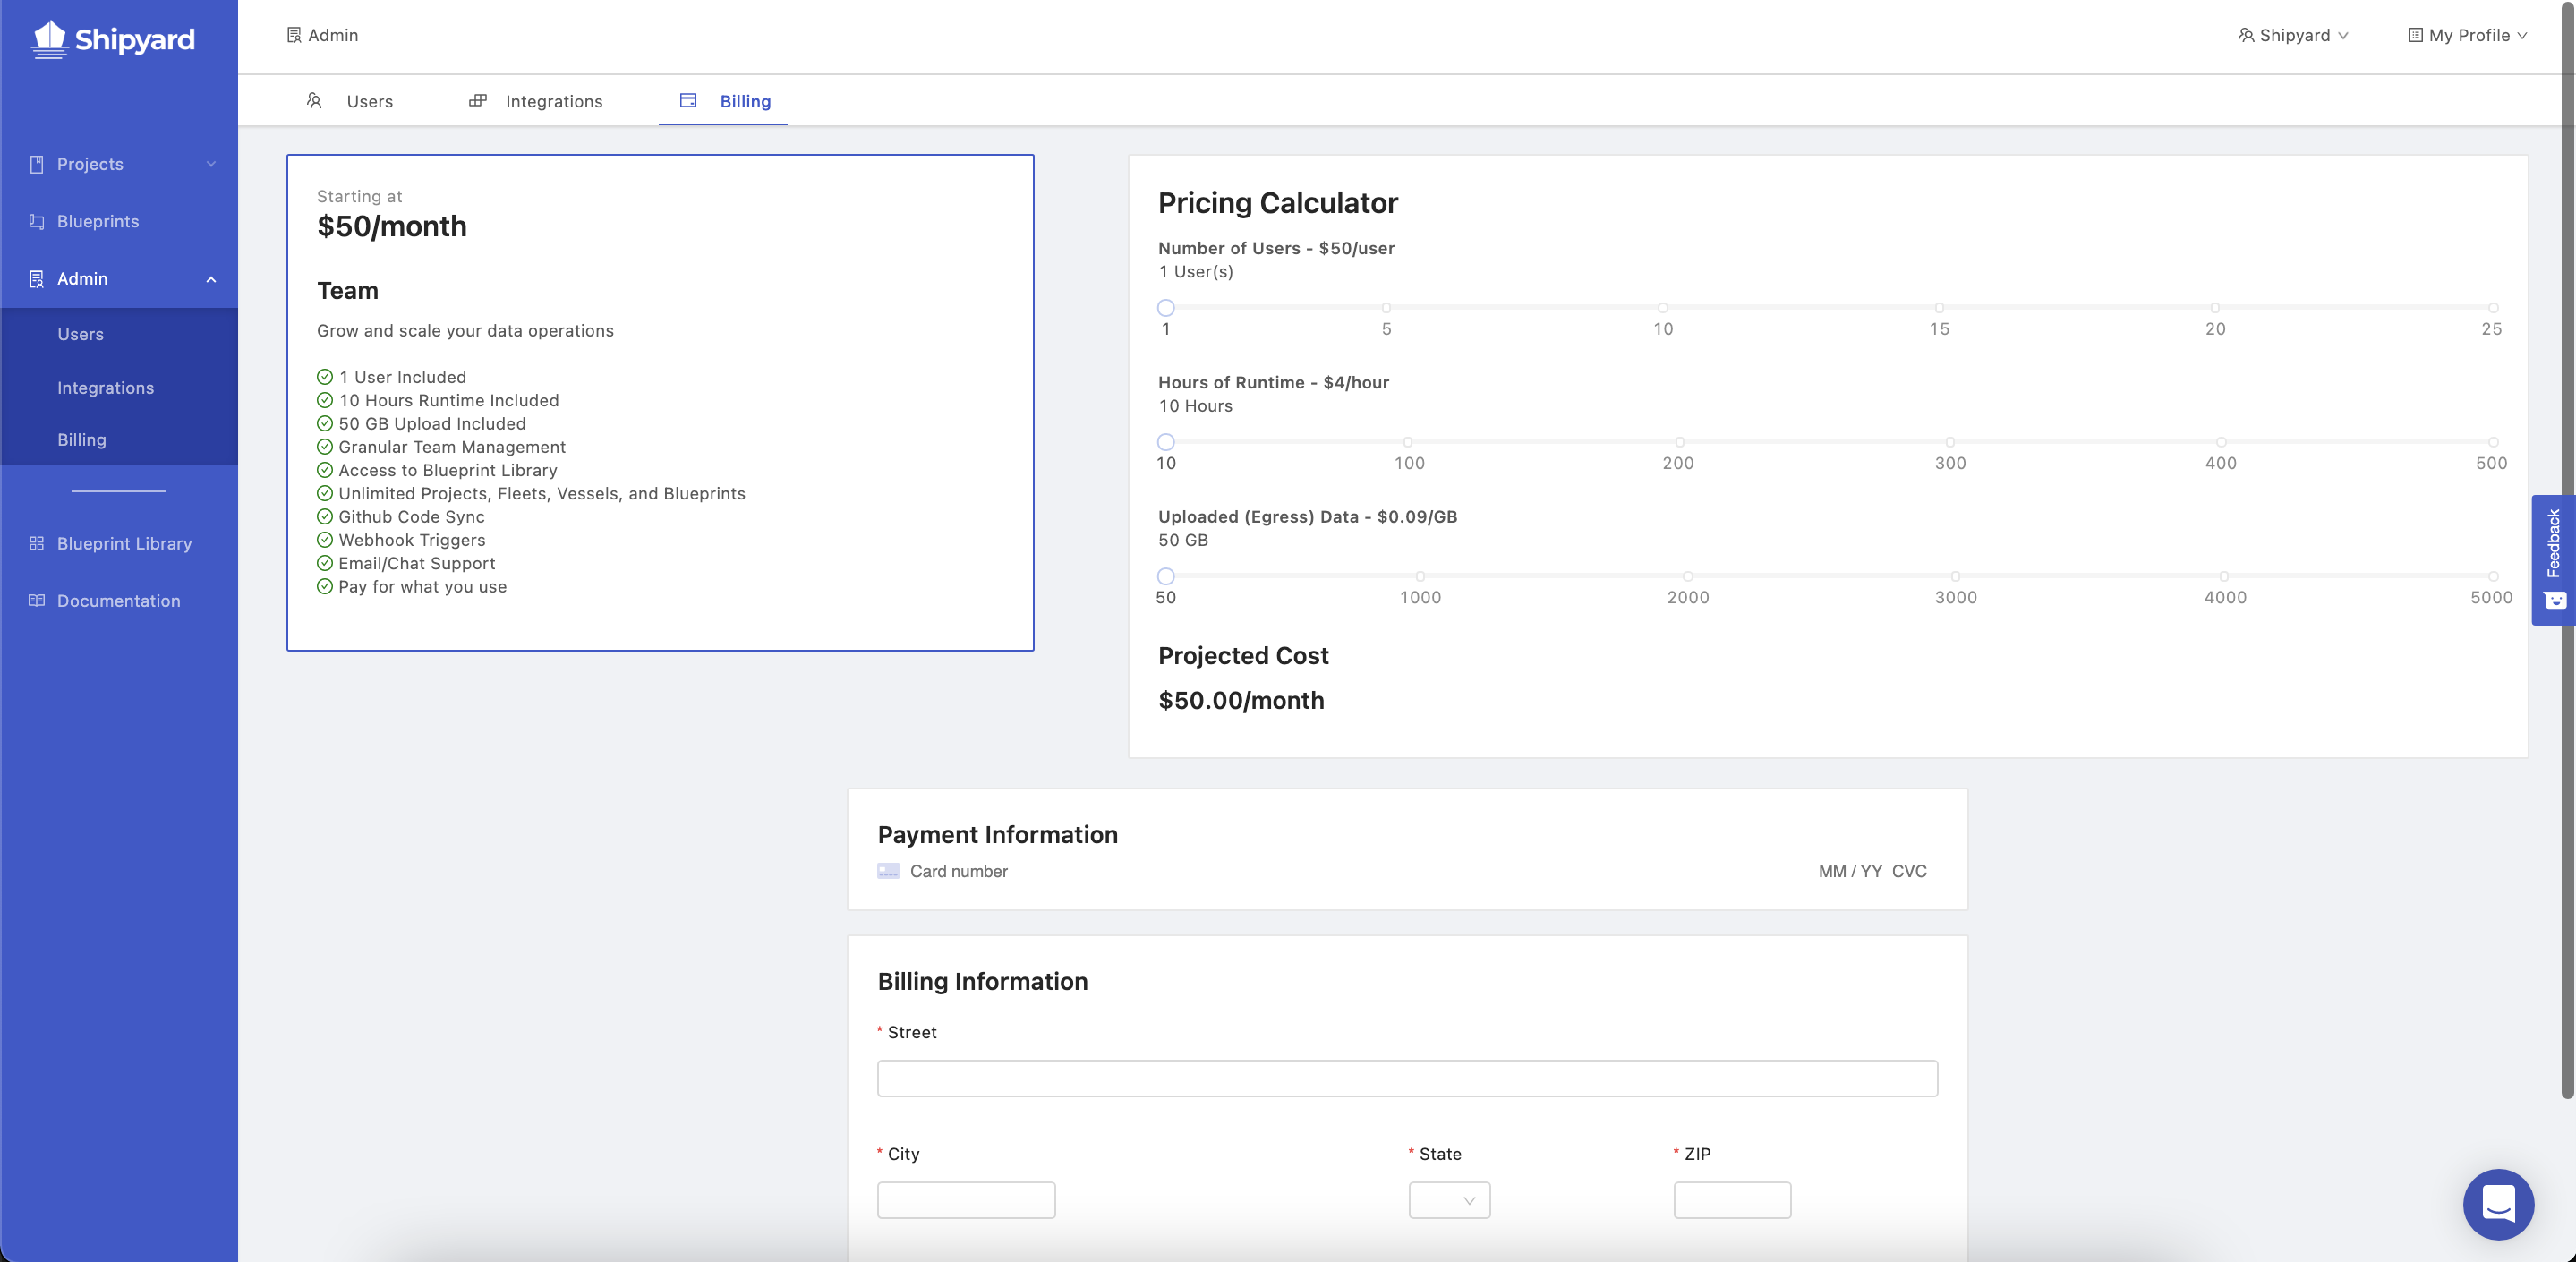 Shipyard
Projects
Blueprints
Admin
Users
Integrations
Billing
Blueprint Library
Documentation
Admin
Shipyard
My Profile
Users
Integrations
Billing
Starting at
$50/month
Team
Grow and scale your data operations
1 User Included
10 Hours Runtime Included
50 GB Upload Included
Granular Team Management
Access to Blueprint Library
Unlimited Projects, Fleets, Vessels, and Blueprints
Github Code Sync
Webhook Triggers
Email/Chat Support
Pay for what you use
Pricing Calculator
Number of Users - $50/user
1 User(s)
1 5 10 15 20 25
Hours of Runtime - $4/hour
10 Hours
10 100 200 300 400 500
Uploaded (Egress) Data - $0.09/GB
50 GB
50 1000 2000 3000 4000 5000
Projected Cost
$50.00/month
Feedback
Payment Information
Card number MM / YY CVC
Billing Information
* Street
* City * State * ZIP